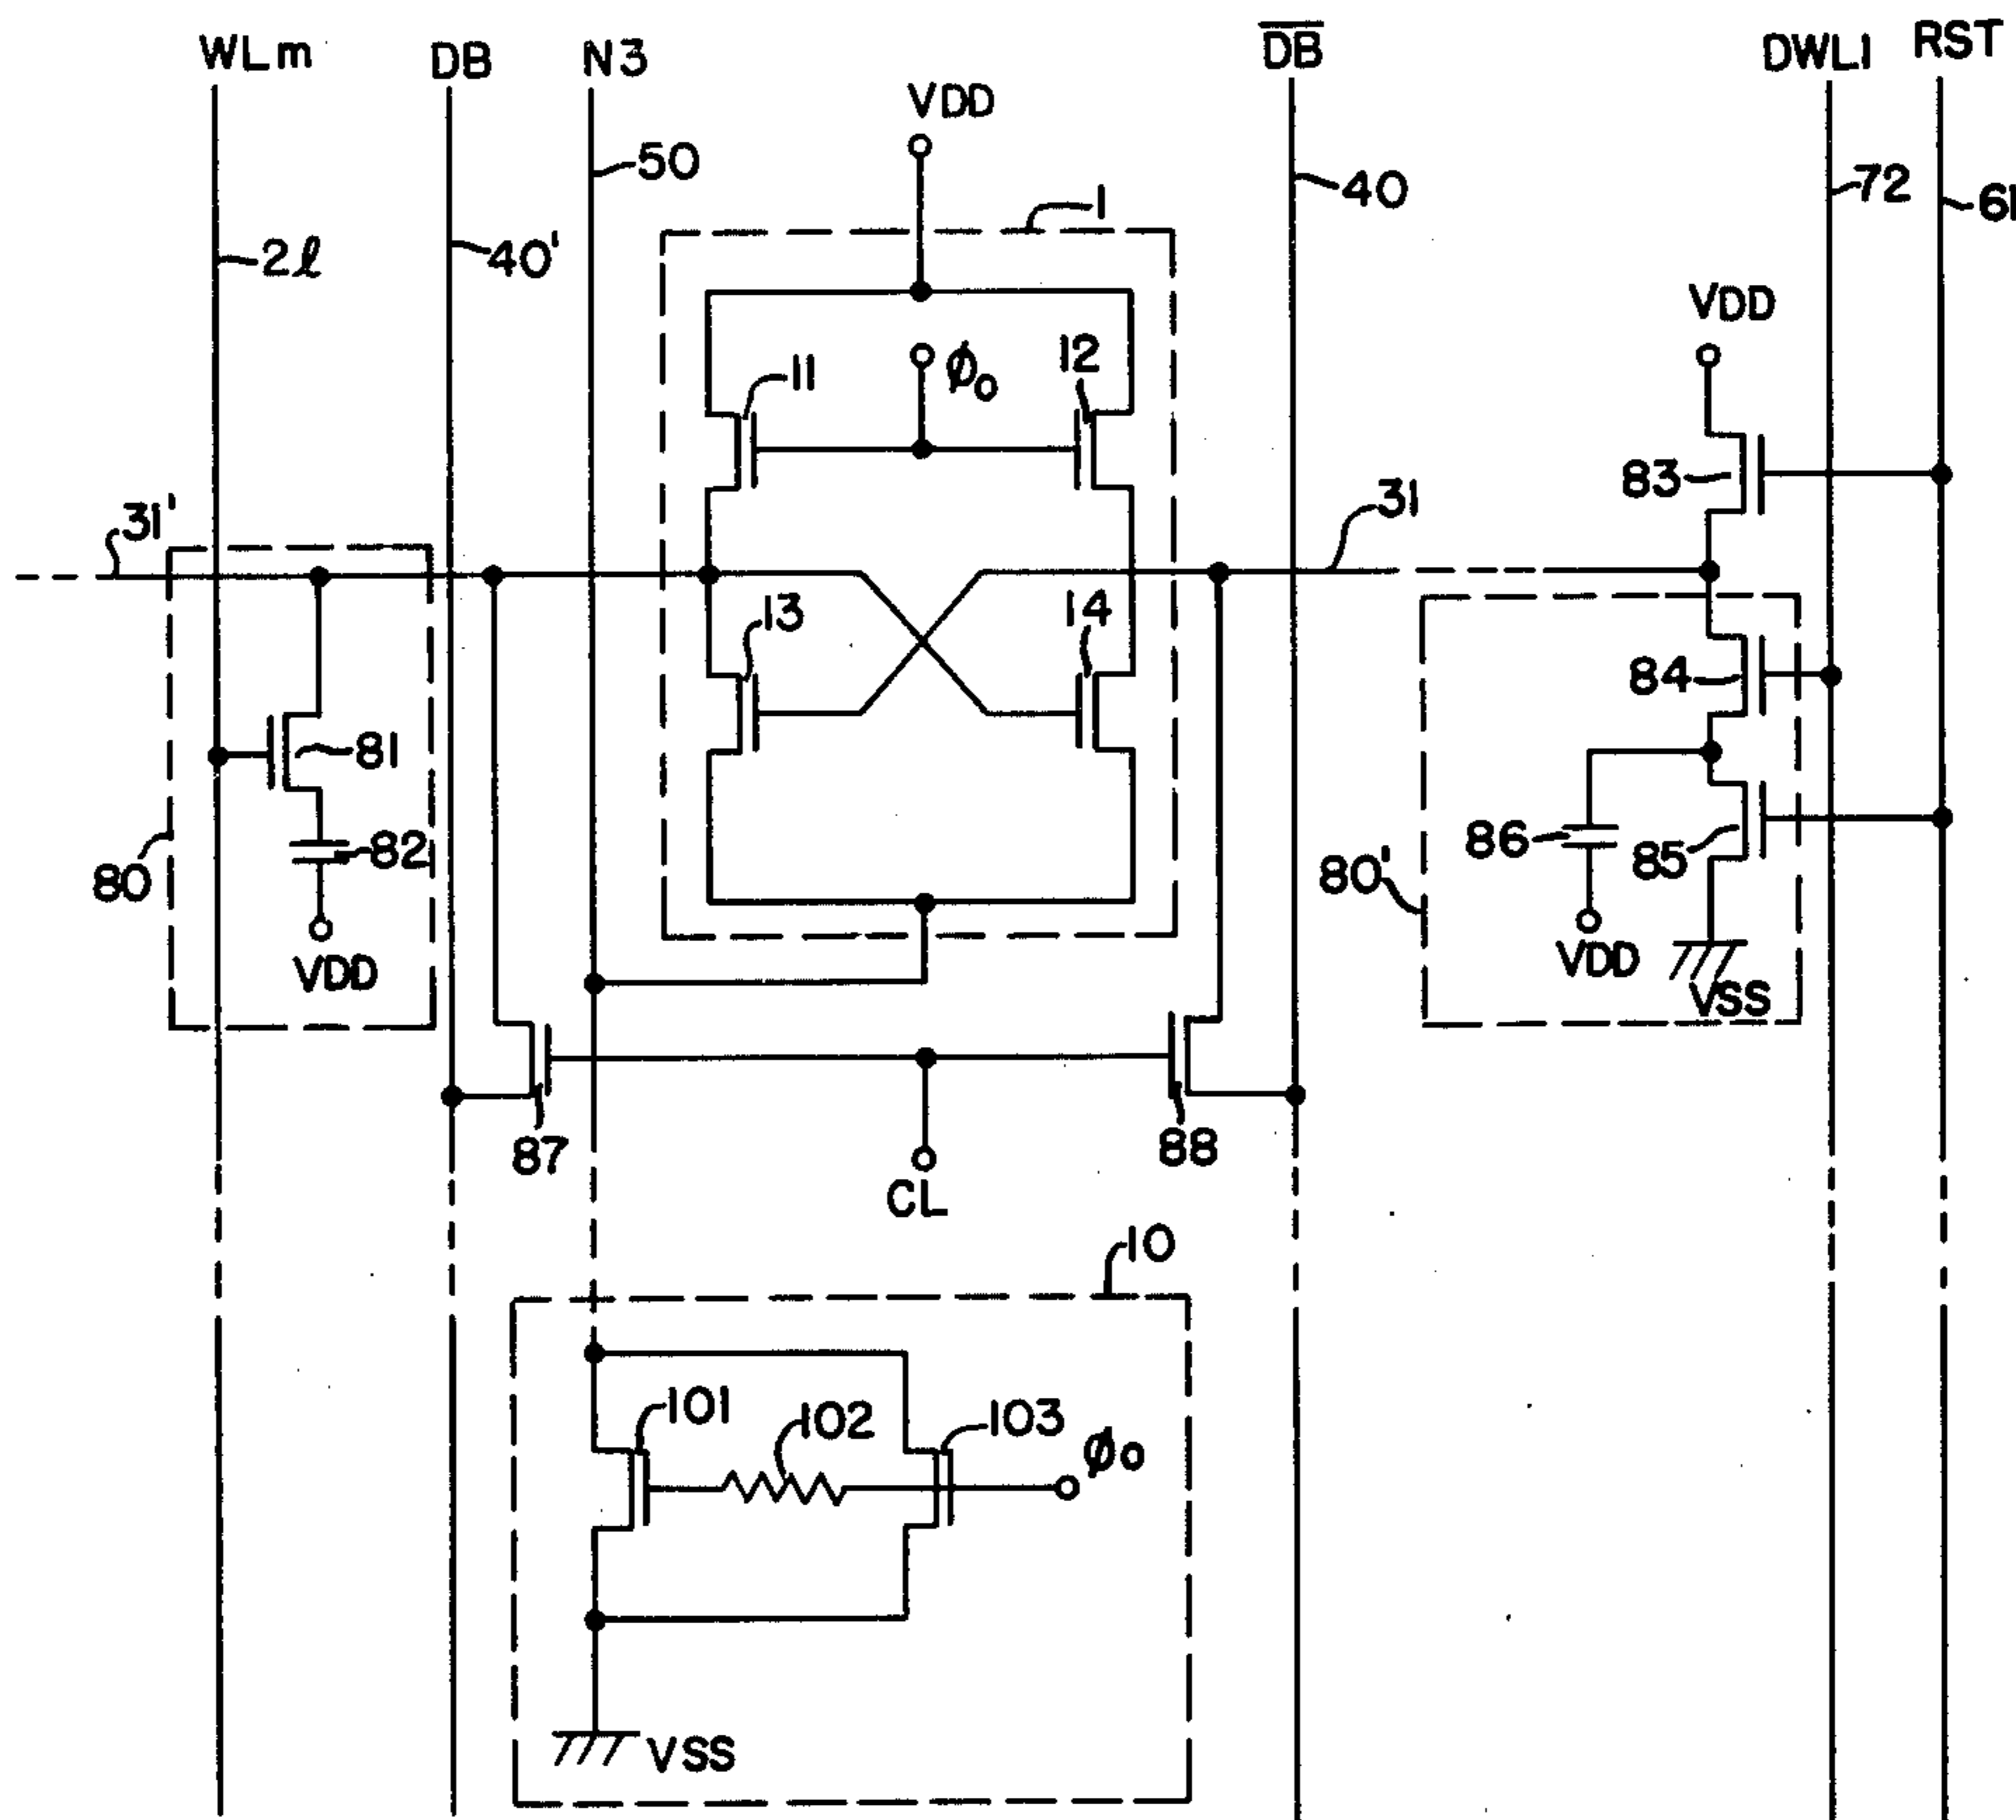 WLm DB N3 DB DWL1 RST
VDD
50
1
40
72
61
2ℓ
40'
VDD
11
ϕ0
12
83
31'
31
13
14
84
81
82
80
86
85
80'
VDD
VDD
VSS
87
88
CL
10
101
102
103
ϕ0
VSS